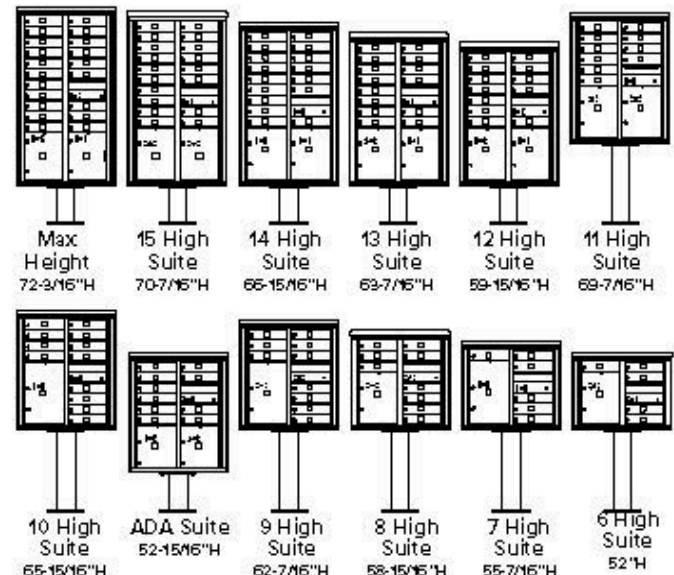 Max Height 72-9/16"H
15 High Suite 70-7/16"H
14 High Suite 66-15/16"H
13 High Suite 63-7/16"H
12 High Suite 59-15/16"H
11 High Suite 69-7/16"H
10 High Suite 65-15/16"H
ADA Suite 52-15/16"H
9 High Suite 62-7/16"H
8 High Suite 58-15/16"H
7 High Suite 55-7/16"H
6 High Suite 52"H